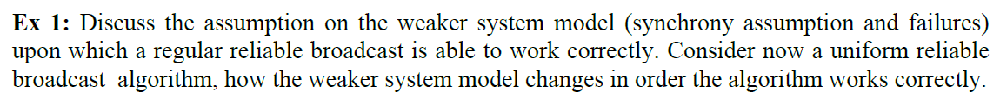 Ex 1: Discuss the assumption on the weaker system model (synchrony assumption and failures)
upon which a regular reliable broadcast is able to work correctly. Consider now a uniform reliable
broadcast algorithm, how the weaker system model changes in order the algorithm works correctly.